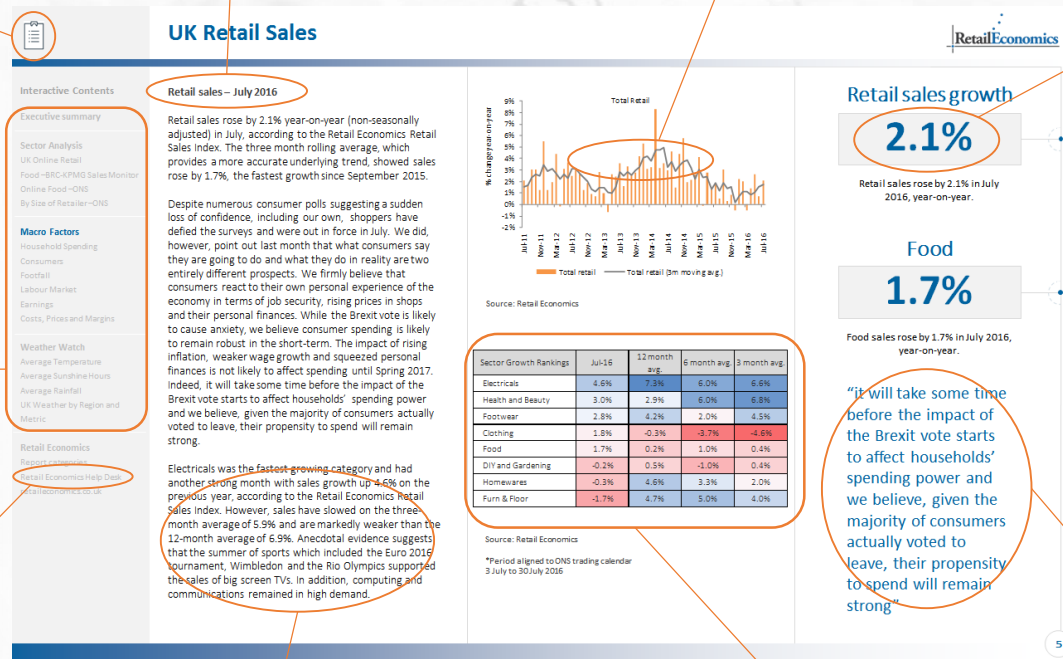 UK Retail Sales
RetailEconomics
Interactive Contents
Executive summary
Sector Analysis
UK Online Retail
Food –BRC-KPMG Sales Monitor
Online Food –ONS
By Size of Retailer–ONS
Macro Factors
Household Spending
Consumers
Footfall
Labour Market
Earnings
Costs, Prices and Margins
Weather Watch
Average Temperature
Average Sunshine Hours
Average Rainfall
UK Weather by Region and
Metric
Retail Economics
Report categories
Retail Economics Help Desk
retaileconomics.co.uk
Retail sales – July 2016
Retail sales rose by 2.1% year-on-year (non-seasonally
adjusted) in July, according to the Retail Economics Retail
Sales Index. The three month rolling average, which
provides a more accurate underlying trend, showed sales
rose by 1.7%, the fastest growth since September 2015.
Despite numerous consumer polls suggesting a sudden
loss of confidence, including our own, shoppers have
defied the surveys and were out in force in July. We did,
however, point out last month that what consumers say
they are going to do and what they do in reality are two
entirely different prospects. We firmly believe that
consumers react to their own personal experience of the
economy in terms of job security, rising prices in shops
and their personal finances. While the Brexit vote is likely
to cause anxiety, we believe consumer spending is likely
to remain robust in the short-term. The impact of rising
inflation, weaker wage growth and squeezed personal
finances is not likely to affect spending until Spring 2017.
Indeed, it will take some time before the impact of the
Brexit vote starts to affect households' spending power
and we believe, given the majority of consumers actually
voted to leave, their propensity to spend will remain
strong.
Electricals was the fastest growing category and had
another strong month with sales growth up 4.6% on the
previous year, according to the Retail Economics Retail
Sales Index. However, sales have slowed on the three-
month average of 5.9% and are markedly weaker than the
12-month average of 6.9%. Anecdotal evidence suggests
that the summer of sports which included the Euro 2016
tournament, Wimbledon and the Rio Olympics supported
the sales of big screen TVs. In addition, computing and
communications remained in high demand.
Total Retail
% change year-on-year
9%
8%
7%
6%
5%
4%
3%
2%
1%
0%
-1%
-2%
Jul-11 Nov-11 Mar-12 Jul-12 Nov-12 Mar-13 Jul-13 Nov-13 Mar-14 Jul-14 Nov-14 Mar-15 Jul-15 Nov-15 Mar-16 Jul-16
Total retail Total retail (3m moving avg.)
Source: Retail Economics
Sector Growth Rankings Jul-16 12 month avg. 6 month avg. 3 month avg.
Electricals 4.6% 7.3% 6.0% 6.6%
Health and Beauty 3.0% 2.9% 6.0% 6.8%
Footwear 2.8% 4.2% 2.0% 4.5%
Clothing 1.8% -0.3% -3.7% -4.6%
Food 1.7% 0.2% 1.0% 0.4%
DIY and Gardening -0.2% 0.5% -1.0% 0.4%
Homewares -0.3% 4.6% 3.3% 2.0%
Furn & Floor -1.7% 4.7% 5.0% 4.0%
Source: Retail Economics
*Period aligned to ONS trading calendar
3 July to 30 July 2016
Retail sales growth
2.1%
Retail sales rose by 2.1% in July
2016, year-on-year.
Food
1.7%
Food sales rose by 1.7% in July 2016,
year-on-year.
"it will take some time
before the impact of
the Brexit vote starts
to affect households'
spending power and
we believe, given the
majority of consumers
actually voted to
leave, their propensity
to spend will remain
strong"
5